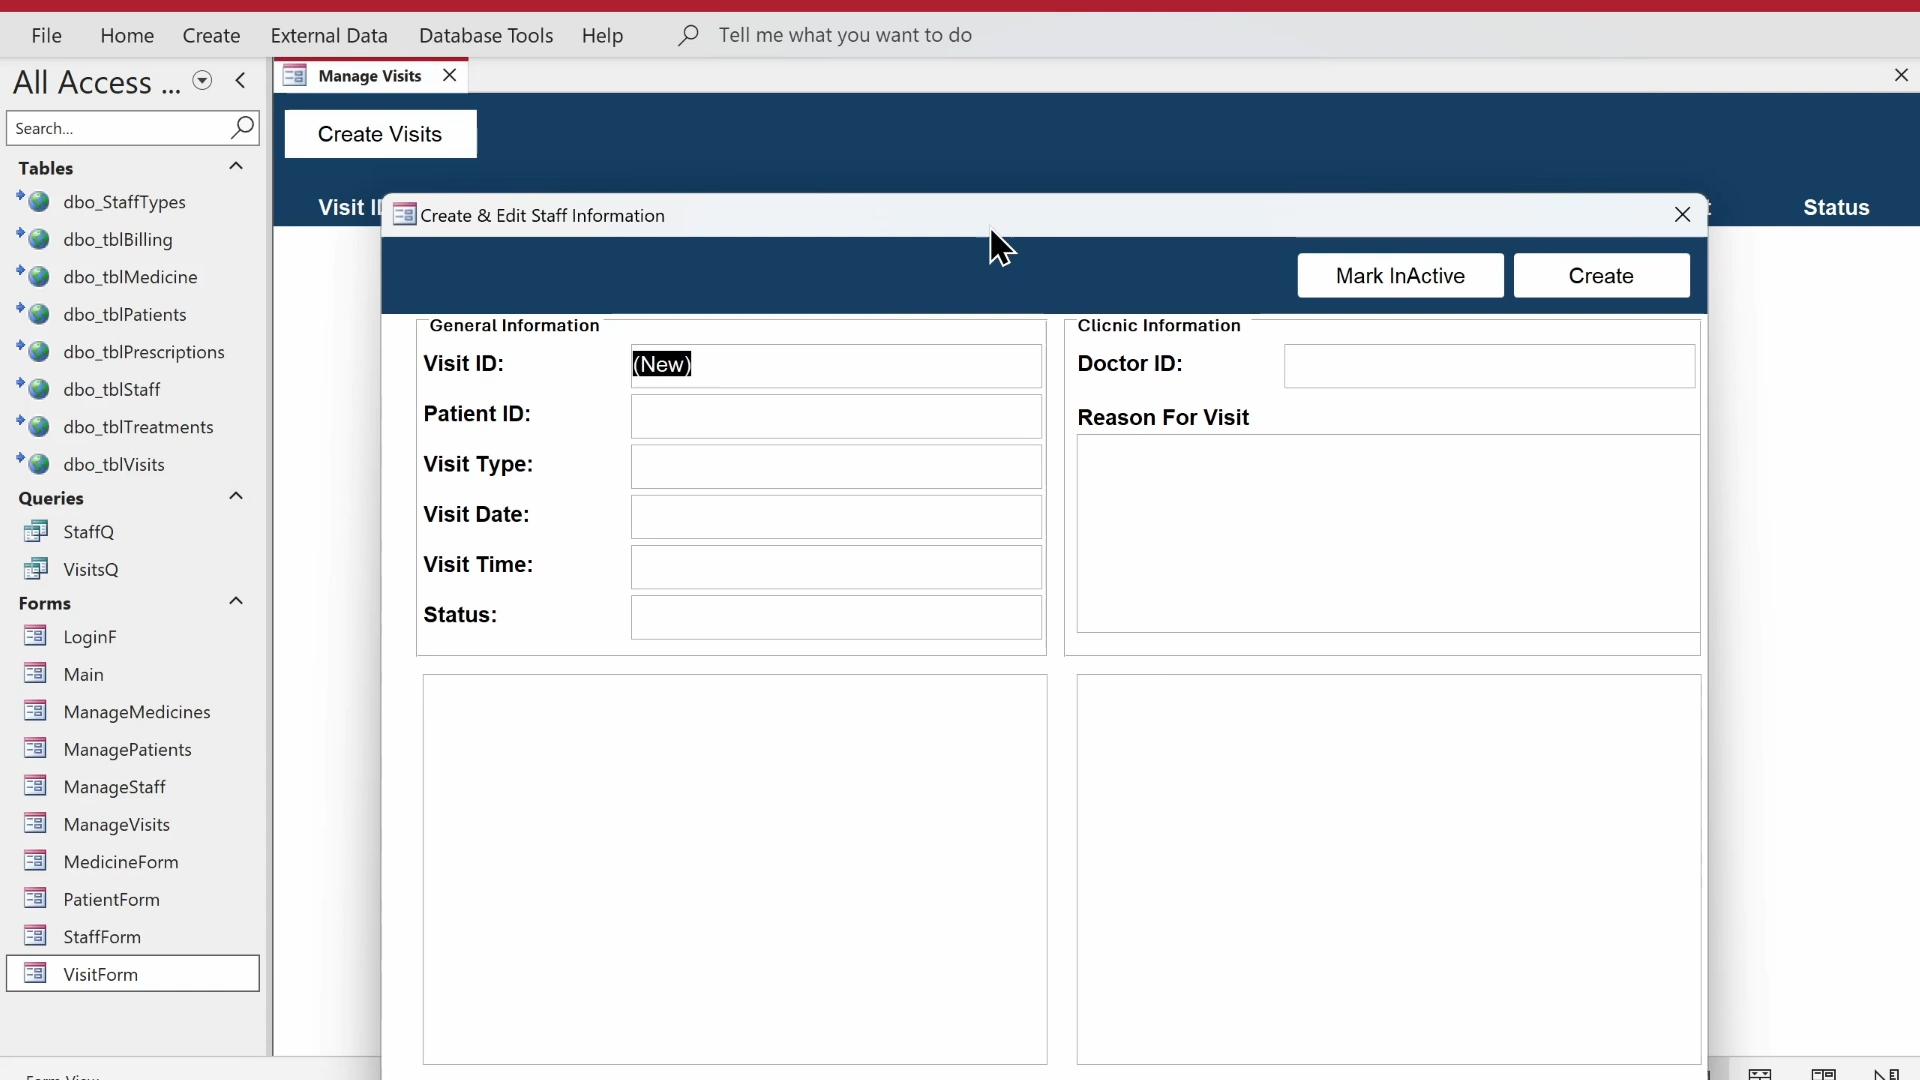 File Home Create External Data Database Tools Help Tell me what you want to do
All Access ...
Manage Visits
Search...
Create Visits
Tables
dbo_StaffTypes
dbo_tblBilling
dbo_tblMedicine
dbo_tblPatients
dbo_tblPrescriptions
dbo_tblStaff
dbo_tblTreatments
dbo_tblVisits
Queries
StaffQ
VisitsQ
Forms
LoginF
Main
ManageMedicines
ManagePatients
ManageStaff
ManageVisits
MedicineForm
PatientForm
StaffForm
VisitForm
Form View
Visit I
Status
Create & Edit Staff Information
Mark InActive Create
General Information
Visit ID: (New)
Patient ID:
Visit Type:
Visit Date:
Visit Time:
Status:
Clicnic Information
Doctor ID:
Reason For Visit